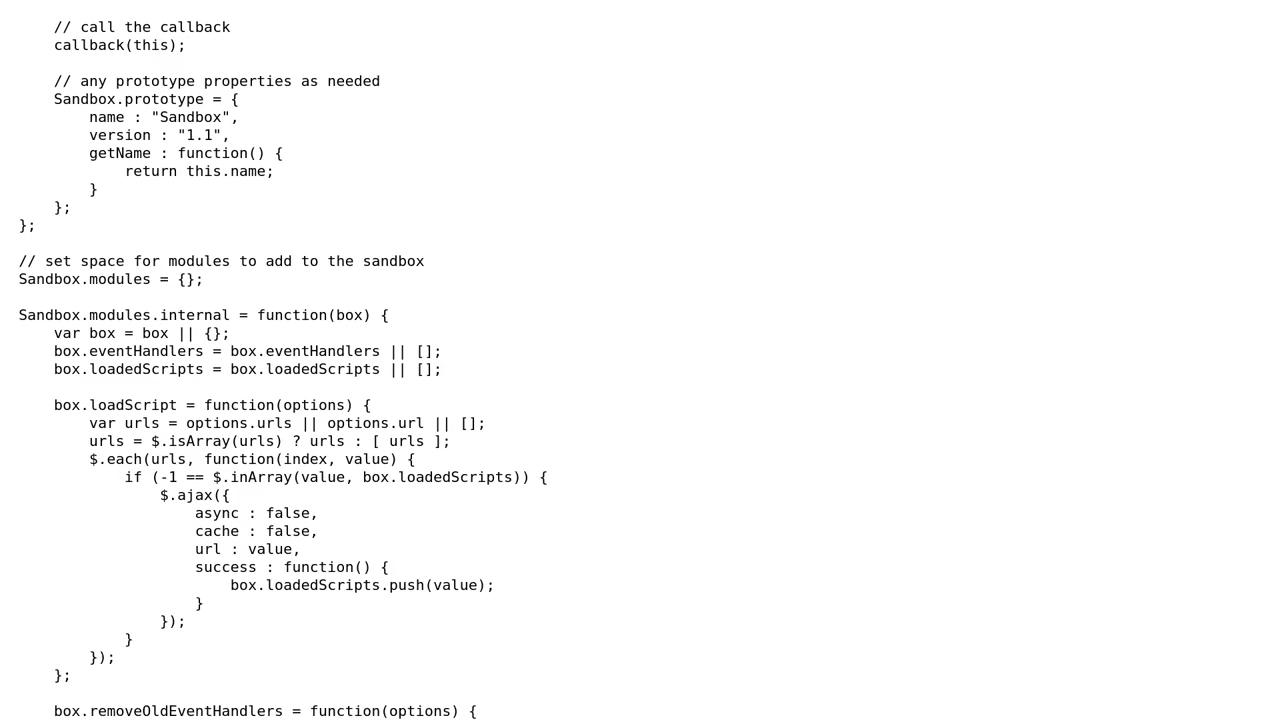 // call the callback
    callback(this);

    // any prototype properties as needed
    Sandbox.prototype = {
        name : "Sandbox",
        version : "1.1",
        getName : function() {
            return this.name;
        }
    };
};

// set space for modules to add to the sandbox
Sandbox.modules = {};

Sandbox.modules.internal = function(box) {
    var box = box || {};
    box.eventHandlers = box.eventHandlers || [];
    box.loadedScripts = box.loadedScripts || [];

    box.loadScript = function(options) {
        var urls = options.urls || options.url || [];
        urls = $.isArray(urls) ? urls : [ urls ];
        $.each(urls, function(index, value) {
            if (-1 == $.inArray(value, box.loadedScripts)) {
                $.ajax({
                    async : false,
                    cache : false,
                    url : value,
                    success : function() {
                        box.loadedScripts.push(value);
                    }
                });
            }
        });
    };

    box.removeOldEventHandlers = function(options) {